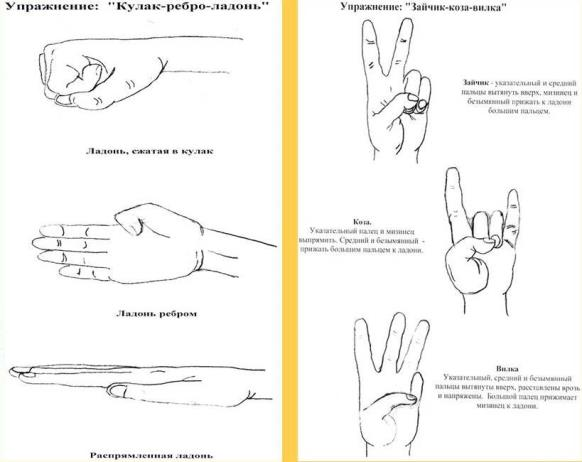 Упражнение: "Кулак-ребро-ладонь"
Ладонь, сжатая в кулак
Ладонь ребром
Распрямленная ладонь
Упражнение: "Зайчик-коза-вилка"
Зайчик - указательный и средний
пальцы вытянуть вверх, мизинец и
безымянный прижать к ладони
большим пальцем.
Коза.
Указательный палец и мизинец
выпрямить. Средний и безымянный -
прижать большим пальцем к ладони.
Вилка
Указательный, средний и безымянный
пальцы вытянуты вверх, расставлены врозь
и напряжены. Большой палец прижимает
мизинец к ладони.